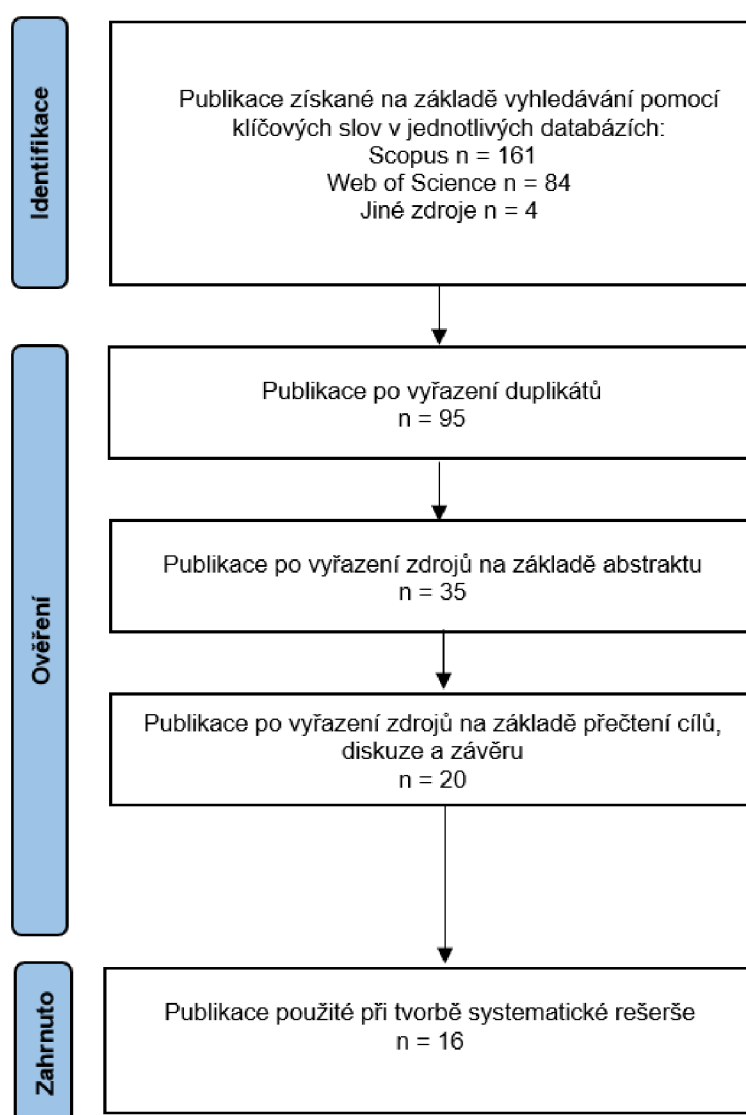 Identifikace
Publikace získané na základě vyhledávání pomocí
klíčových slov v jednotlivých databázích:
Scopus n = 161
Web of Science n = 84
Jiné zdroje n = 4
Ověření
Publikace po vyřazení duplikátů
n = 95
Publikace po vyřazení zdrojů na základě abstraktu
n = 35
Publikace po vyřazení zdrojů na základě přečtení cílů,
diskuze a závěru
n = 20
Zahrnuto
Publikace použité při tvorbě systematické rešerše
n = 16